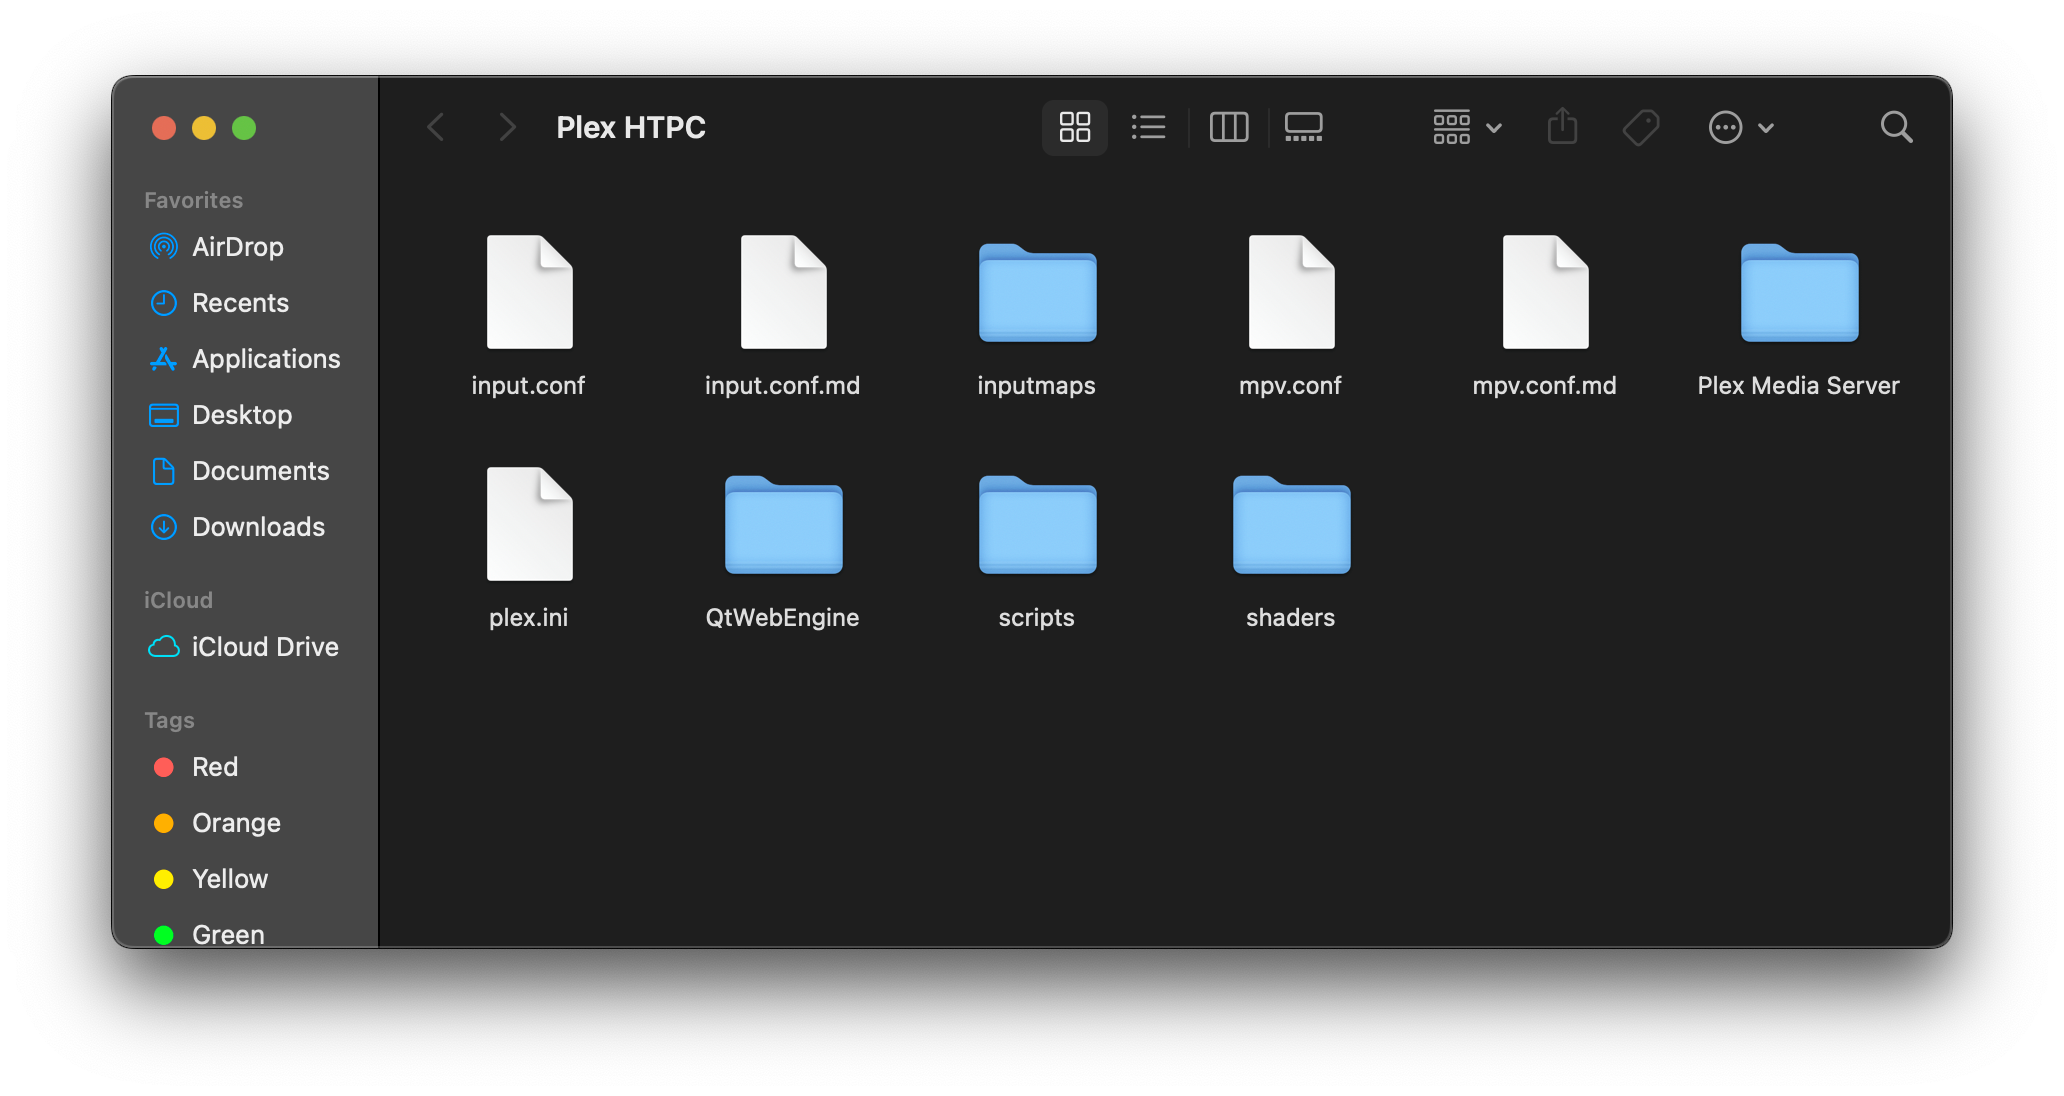 Plex HTPC
Favorites
AirDrop
Recents
Applications
Desktop
Documents
Downloads
iCloud
iCloud Drive
Tags
Red
Orange
Yellow
Green
input.conf
input.conf.md
inputmaps
mpv.conf
mpv.conf.md
Plex Media Server
plex.ini
QtWebEngine
scripts
shaders